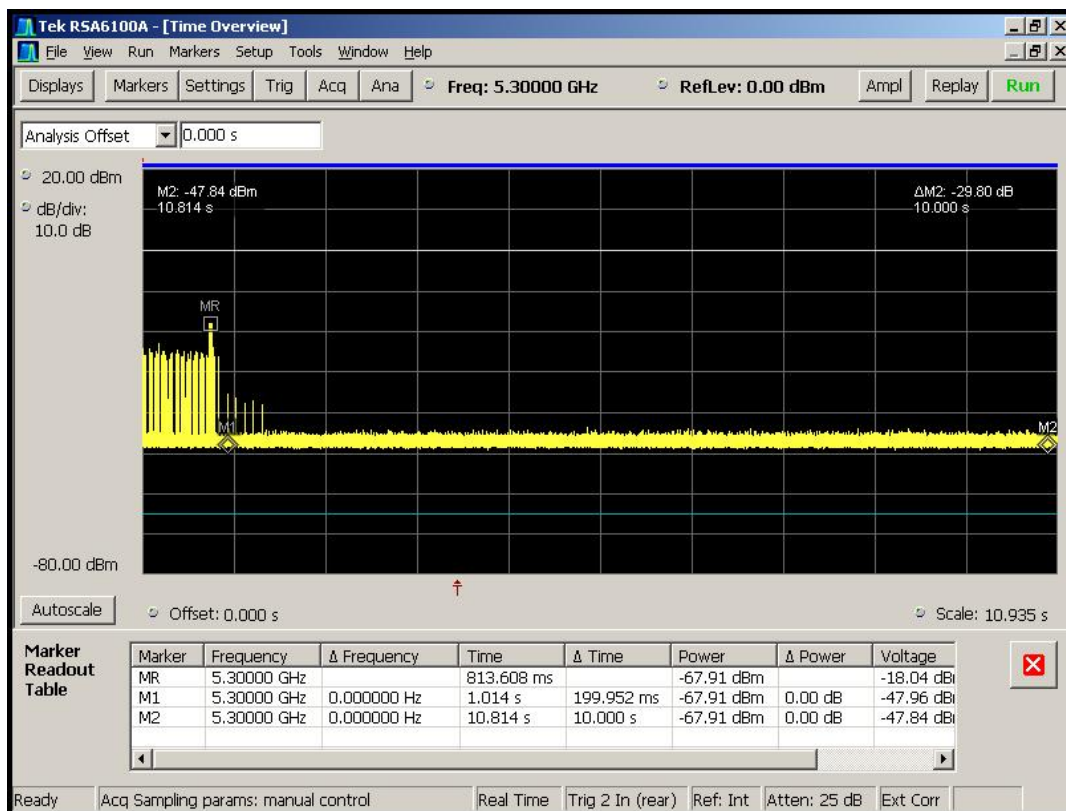 Tek RSA6100A - [Time Overview]
File View Run Markers Setup Tools Window Help
Displays Markers Settings Trig Acq Ana Freq: 5.30000 GHz RefLev: 0.00 dBm Ampl Replay Run
Analysis Offset 0.000 s
20.00 dBm
dB/div:
10.0 dB
M2: -47.84 dBm
10.814 s
ΔM2: -29.80 dB
10.000 s
MR
M1
M2
-80.00 dBm
T
Autoscale Offset: 0.000 s Scale: 10.935 s
Marker
Readout
Table
Marker Frequency Δ Frequency Time Δ Time Power Δ Power Voltage
MR 5.30000 GHz 813.608 ms -67.91 dBm -18.04
M1 5.30000 GHz 0.000000 Hz 1.014 s 199.952 ms -67.91 dBm 0.00 dB -47.96
M2 5.30000 GHz 0.000000 Hz 10.814 s 10.000 s -67.91 dBm 0.00 dB -47.84
Ready Acq Sampling params: manual control Real Time Trig 2 In (rear) Ref: Int Atten: 25 dB Ext Corr